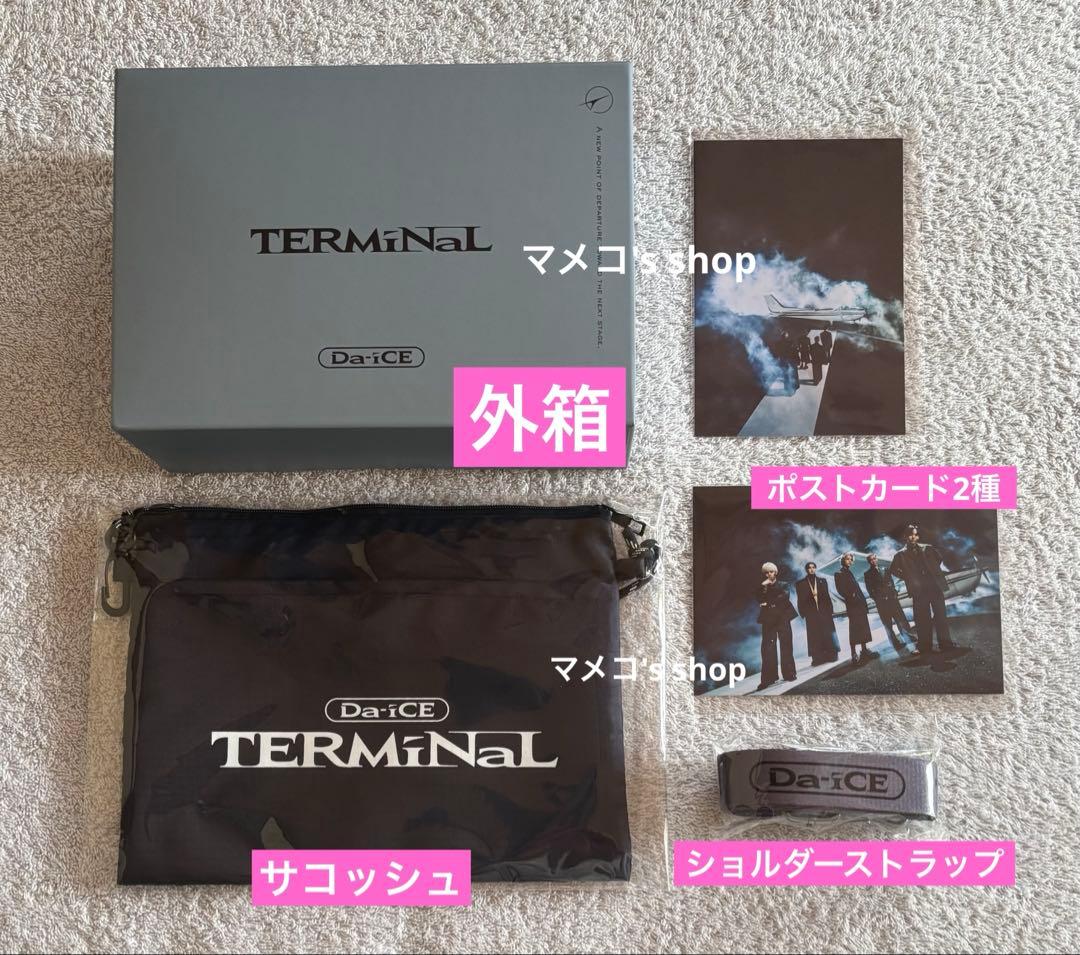 A NEW POINT OF DEPARTURE
THE NEXT STAGE.
TERMiNaL
Da-iCE
マメコ's shop
外箱
ポストカード2種
マメコ's shop
Da-iCE
TERMiNaL
サコッシュ
Da-iCE
ショルダーストラップ